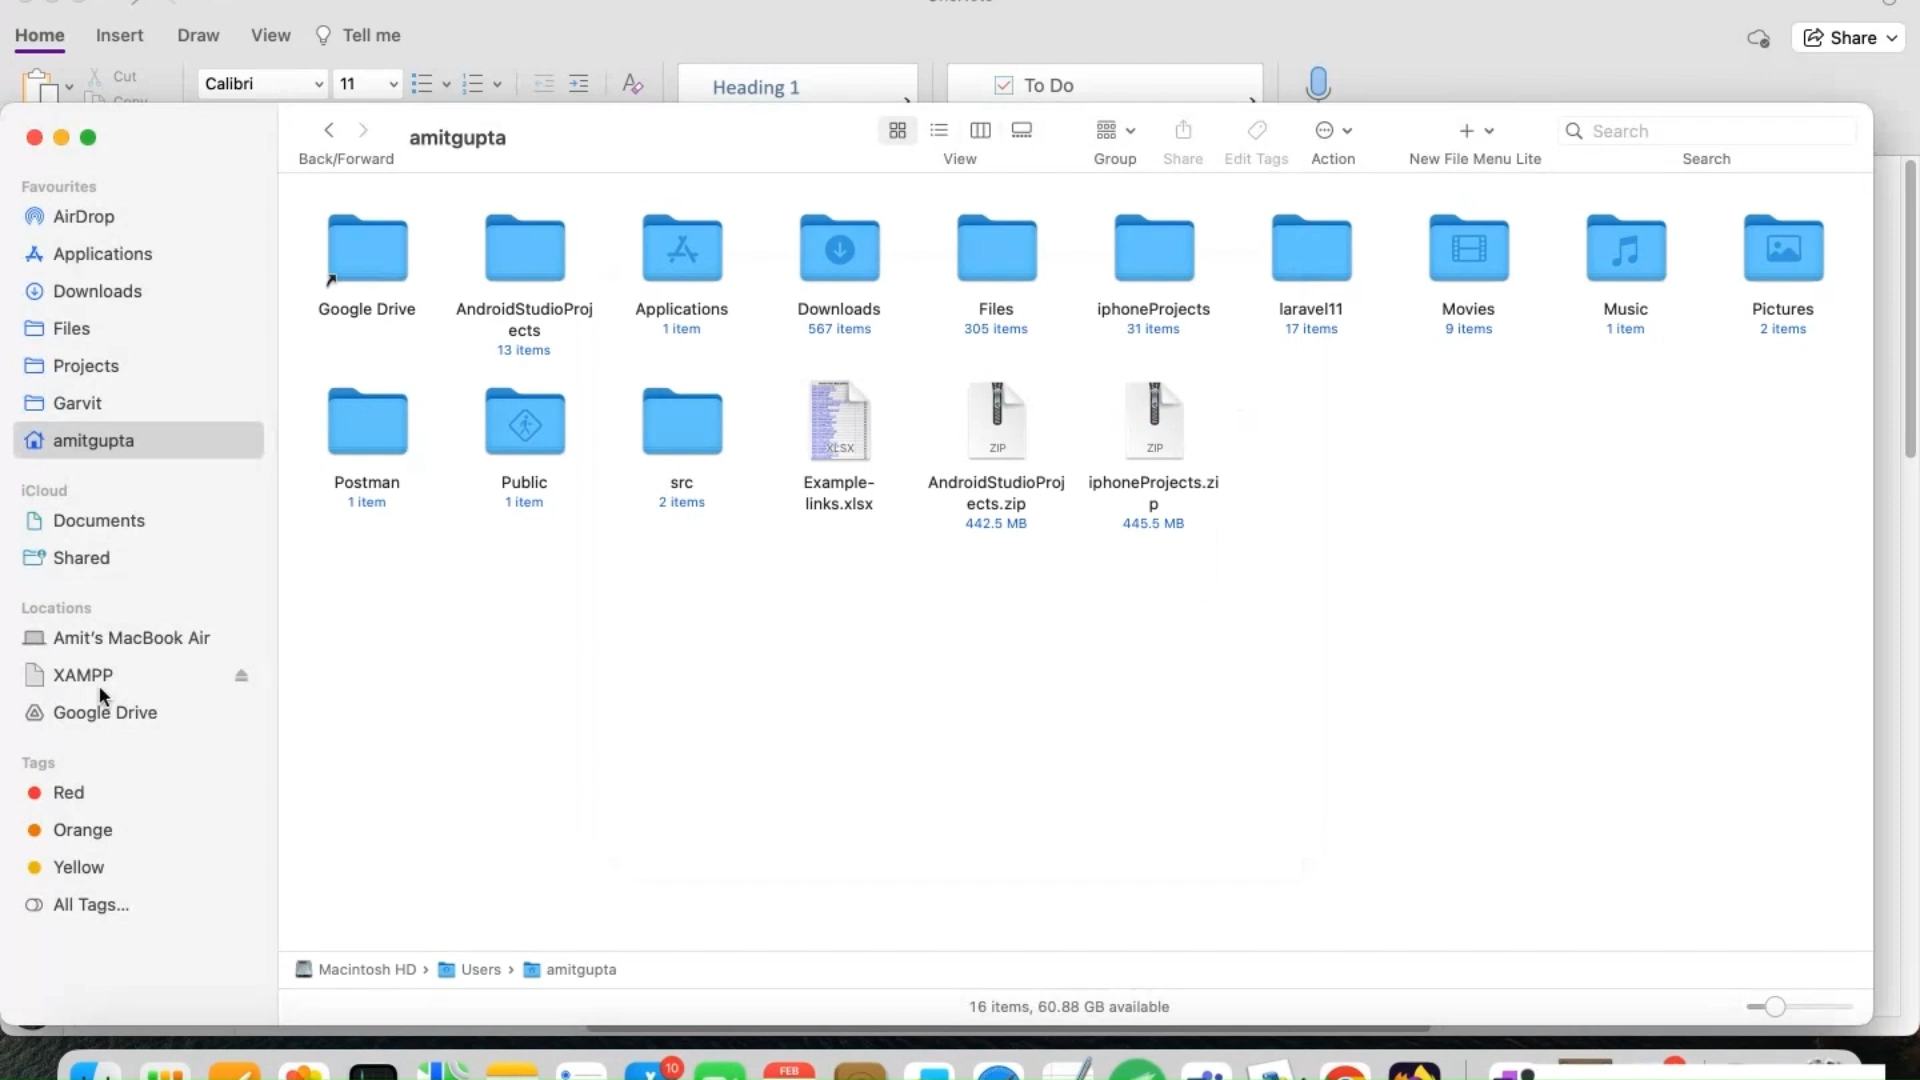 Home Insert Draw View Tell me
Share
Cut
Calibri 11
Heading 1
To Do
amitgupta
Back/Forward
View
Group
Share
Edit Tags
Action
New File Menu Lite
Search
Search
Favourites
AirDrop
Applications
Downloads
Files
Projects
Garvit
amitgupta
iCloud
Documents
Shared
Locations
Amit's MacBook Air
XAMPP
Google Drive
Tags
Red
Orange
Yellow
All Tags...
Google Drive
AndroidStudioProj
ects
13 items
Applications
1 item
Downloads
567 items
Files
305 items
iphoneProjects
31 items
laravel11
17 items
Movies
9 items
Music
1 item
Pictures
2 items
Postman
1 item
Public
1 item
src
2 items
XLSX
Example-
links.xlsx
ZIP
AndroidStudioProj
ects.zip
442.5 MB
ZIP
iphoneProjects.zi
p
445.5 MB
Macintosh HD › Users › amitgupta
16 items, 60.88 GB available
10
FEB